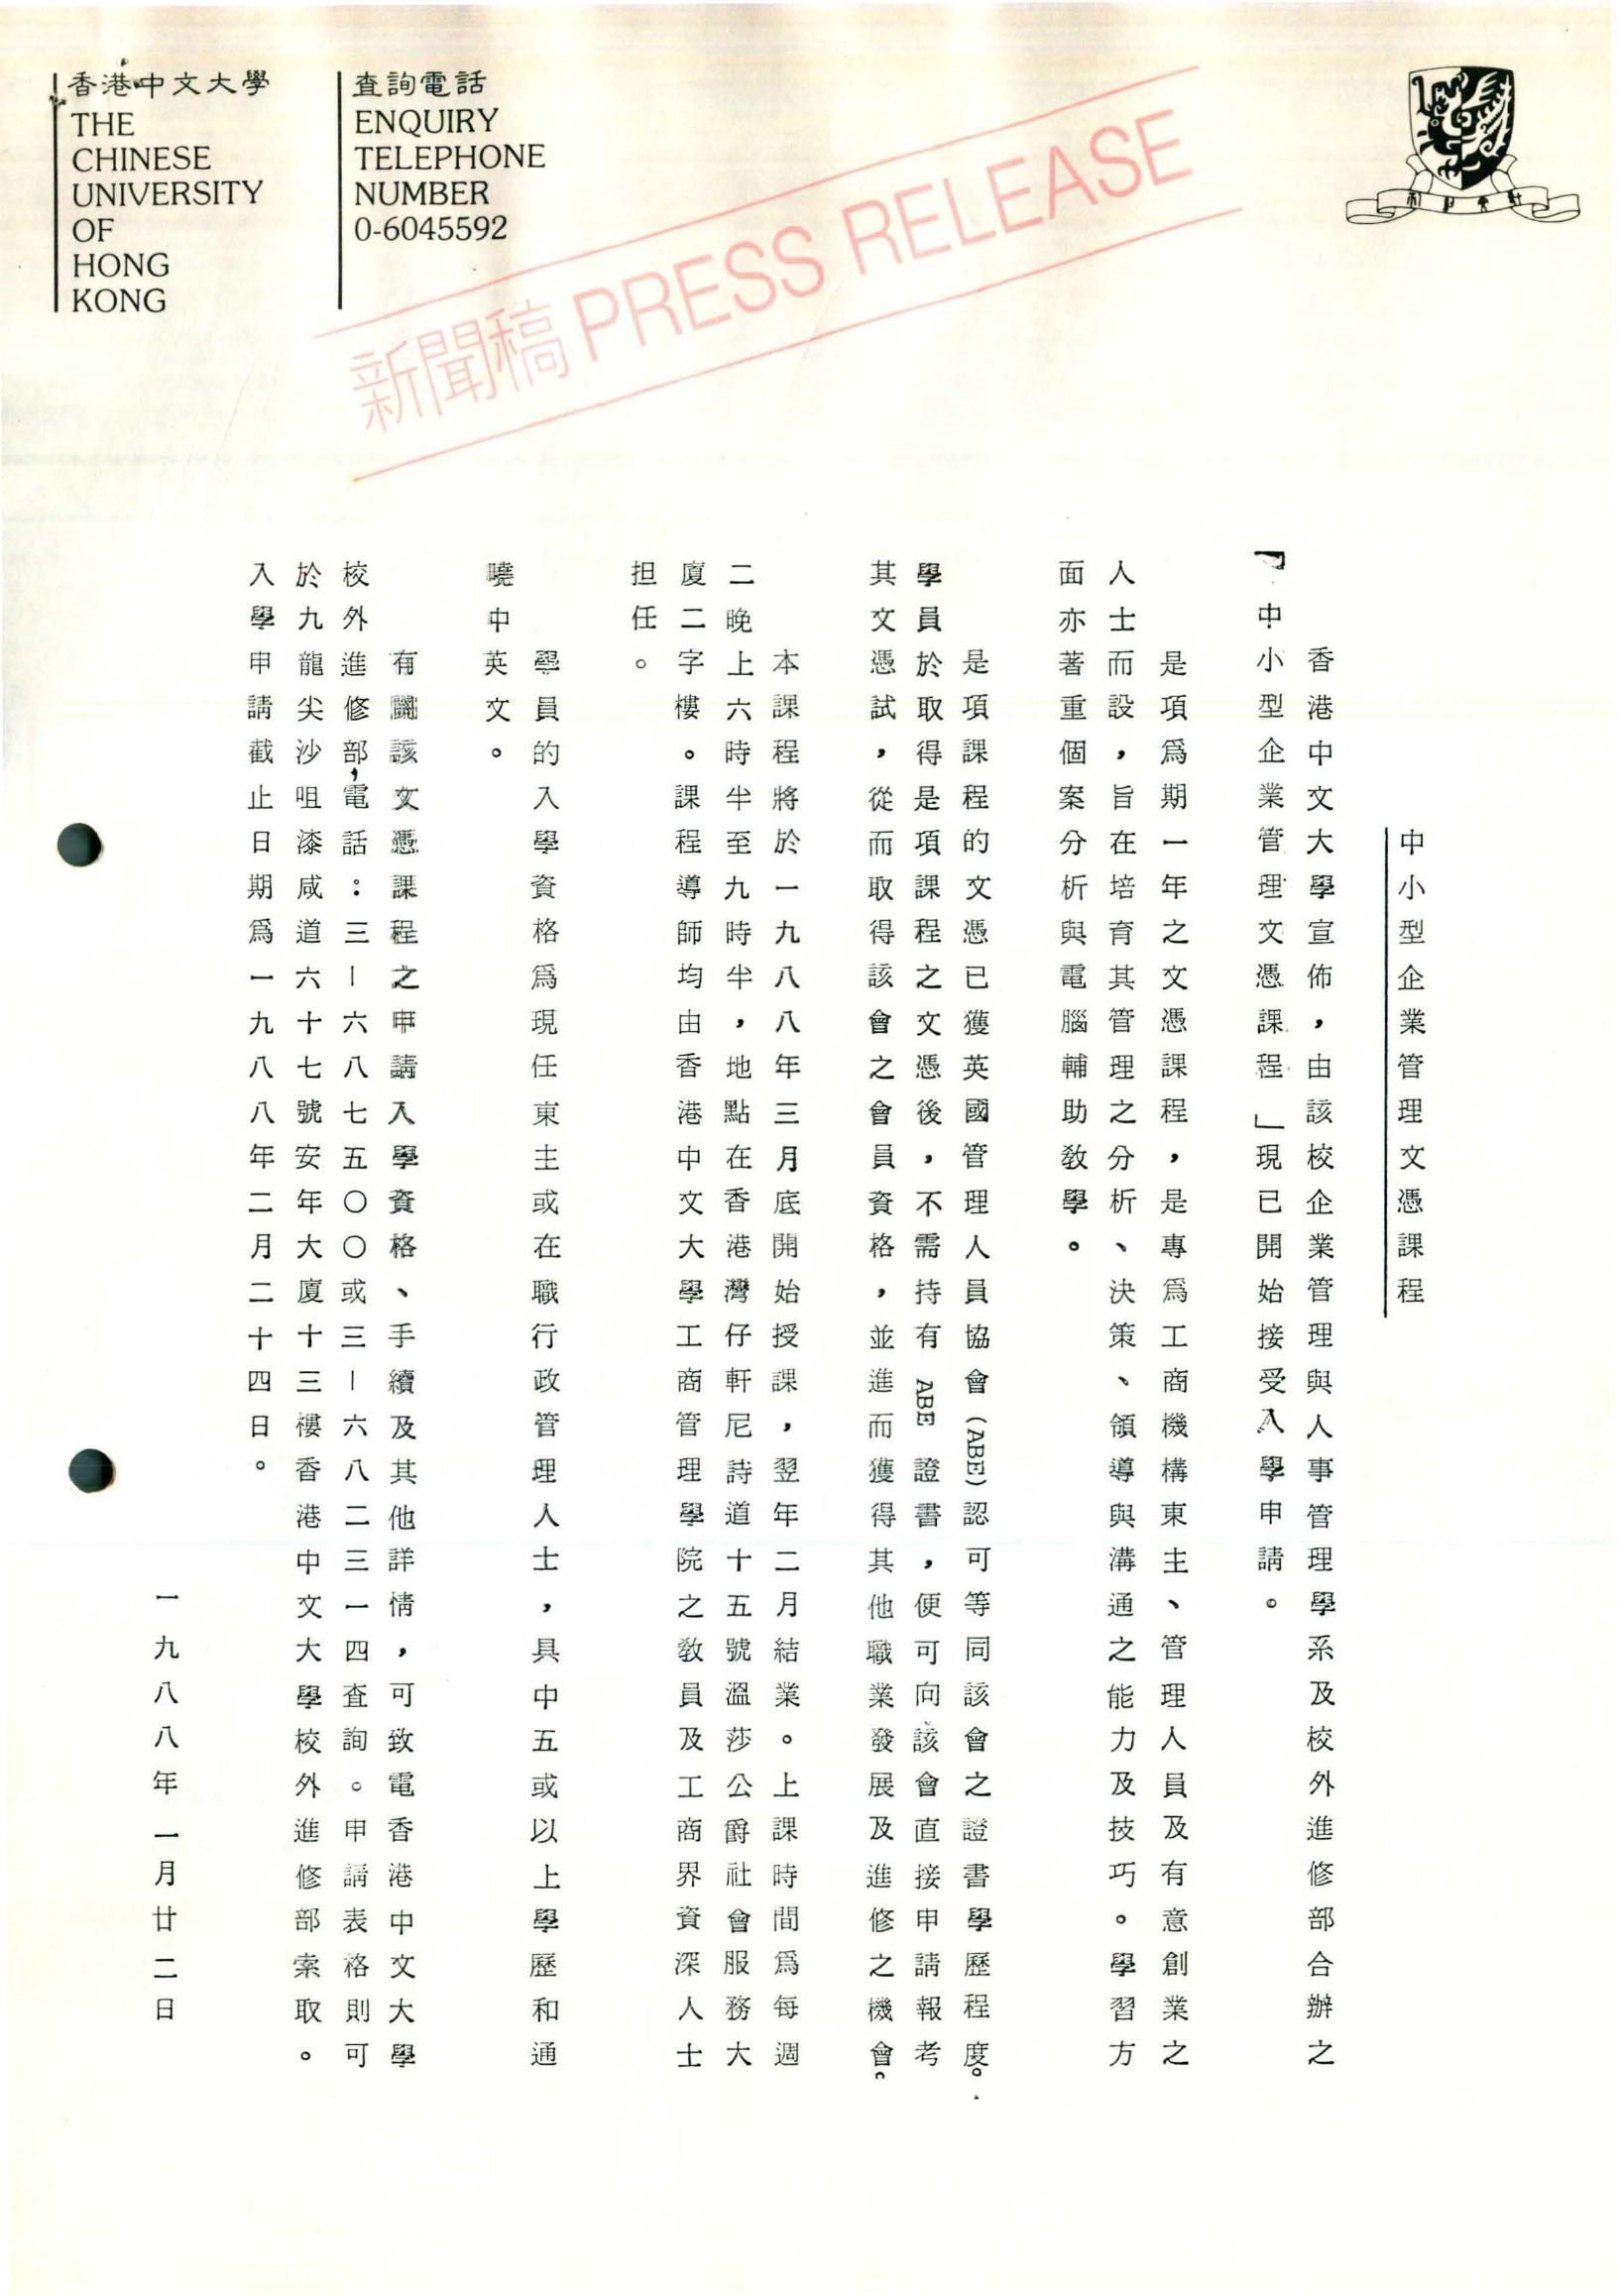 香港中文大學
THE
CHINESE
UNIVERSITY
OF
HONG
KONG
查詢電話
ENQUIRY
TELEPHONE
NUMBER
0-6045592
新聞稿 PRESS RELEASE
中小型企業管理文憑課程
香港中文大學宣佈，由該校企業管理與人事管理學系及校外進修部合辦之
「中小型企業管理文憑課程」現已開始接受入學申請。
是項爲期一年之文憑課程，是專爲工商機構東主、管理人員及有意創業之
人士而設，旨在培育其管理之分析、決策、領導與溝通之能力及技巧。學習方
面亦著重個案分析與電腦輔助敎學。
是項課程的文憑已獲英國管理人員協會(ABE)認可等同該會之證書學歷程度。
學員於取得是項課程之文憑後，不需持有 ABE 證書，便可向該會直接申請報考
其文憑試，從而取得該會之會員資格，並進而獲得其他職業發展及進修之機會。
本課程將於一九八八年三月底開始授課，翌年二月結業。上課時間爲每週
二晚上六時半至九時半，地點在香港灣仔軒尼詩道十五號溫莎公爵社會服務大
廈二字樓。課程導師均由香港中文大學工商管理學院之敎員及工商界資深人士
担任。
學員的入學資格爲現任東主或在職行政管理人士，具中五或以上學歷和通
曉中英文。
有關該文憑課程之申請入學資格、手續及其他詳情，可致電香港中文大學
校外進修部，電話：三－六八七五〇〇或三－六八二三一四查詢。申請表格則可
於九龍尖沙咀漆咸道六十七號安年大廈十三樓香港中文大學校外進修部索取。
入學申請截止日期爲一九八八年二月二十四日。
一九八八年一月廿二日